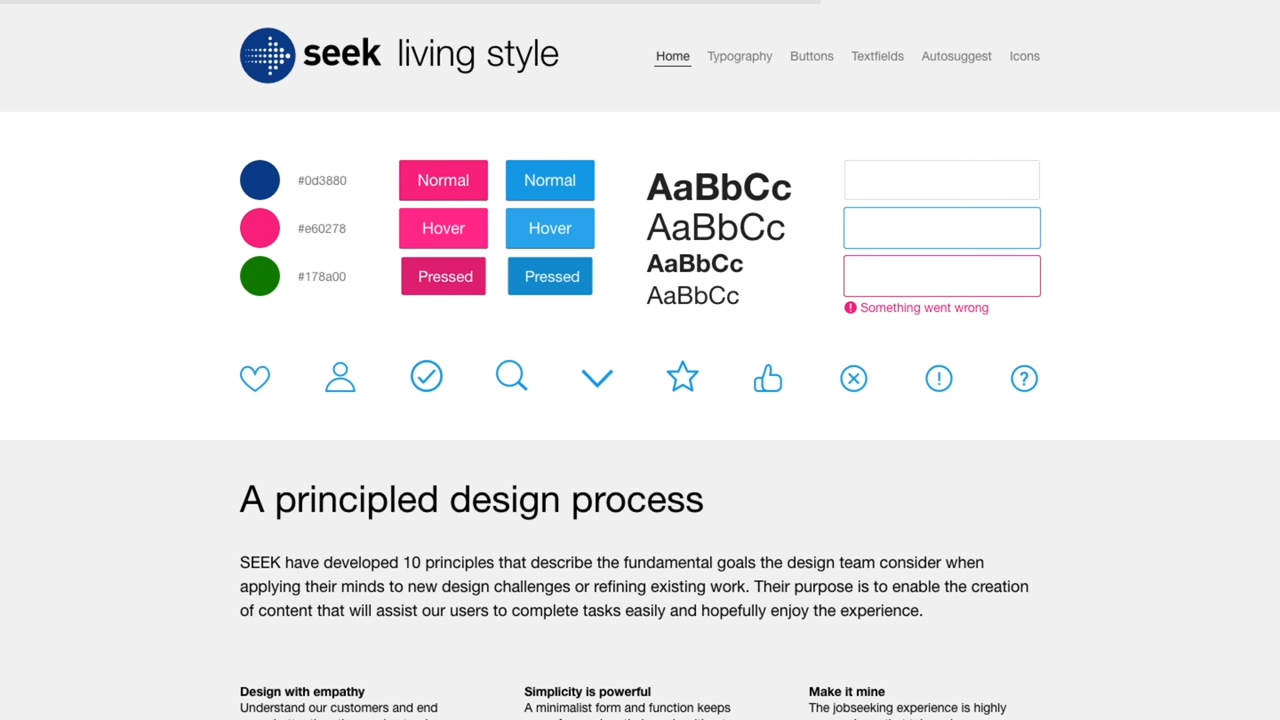 seek living style
Home Typography Buttons Textfields Autosuggest Icons
#0d3880
#e60278
#178a00
Normal Normal
Hover Hover
Pressed Pressed
AaBbCc
AaBbCc
AaBbCc
AaBbCc
! Something went wrong
! ?
A principled design process
SEEK have developed 10 principles that describe the fundamental goals the design team consider when
applying their minds to new design challenges or refining existing work. Their purpose is to enable the creation
of content that will assist our users to complete tasks easily and hopefully enjoy the experience.
Design with empathy
Understand our customers and end
Simplicity is powerful
A minimalist form and function keeps
Make it mine
The jobseeking experience is highly